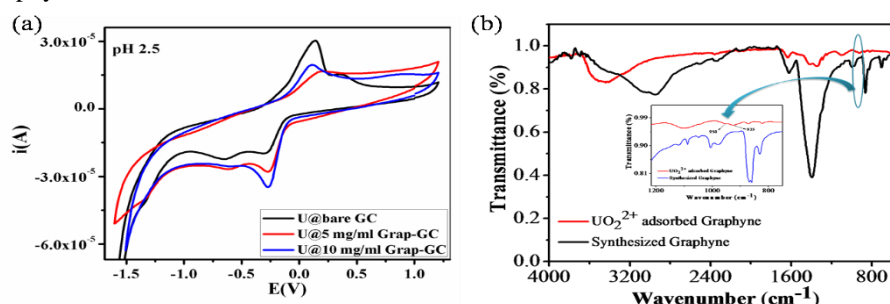 (a)
pH 2.5
i(A)
3.0x10⁻⁵
0.0
-3.0x10⁻⁵
-6.0x10⁻⁵
U@bare GC
U@5 mg/ml Grap-GC
U@10 mg/ml Grap-GC
-1.5 -1.0 -0.5 0.0 0.5 1.0
E(V)
(b)
Transmittance (%)
1.0
0.8
0.6
0.4
0.2
0.0
Transmittance (%)
0.99
0.90
0.81
UO₂²⁺ adsorbed Graphyne
Synthesized Graphyne
1200 1000 800
Wavenumber (cm⁻¹)
UO₂²⁺ adsorbed Graphyne
Synthesized Graphyne
4000 3200 2400 1600 800
Wavenumber (cm⁻¹)